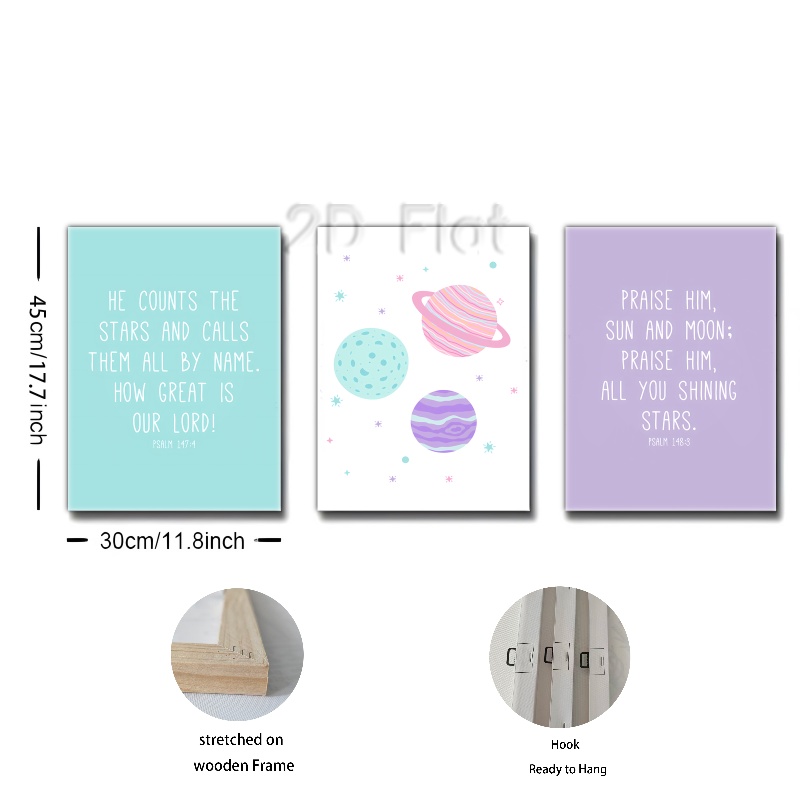 2D Flat
HE COUNTS THE
STARS AND CALLS
THEM ALL BY NAME.
HOW GREAT IS
OUR LORD!
PSALM 147:4
PRAISE HIM,
SUN AND MOON;
PRAISE HIM,
ALL YOU SHINING
STARS.
PSALM 148:3
45cm/17.7inch
30cm/11.8inch
stretched on
wooden Frame
Hook
Ready to Hang